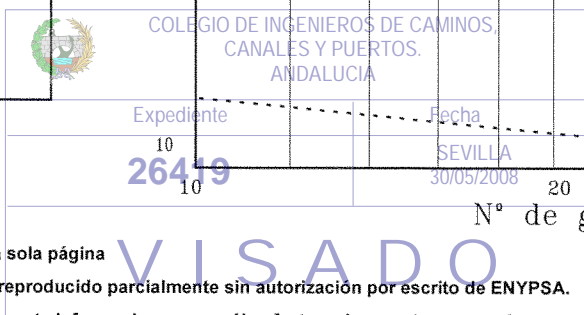 COLEGIO DE INGENIEROS DE CAMINOS,
CANALES Y PUERTOS.
ANDALUCIA
Expediente
Fecha
10
26419
SEVILLA
30/05/2008
10
20
Nº de
sola página
VISADO
reproducido parcialmente sin autorización por escrito de ENYPSA.